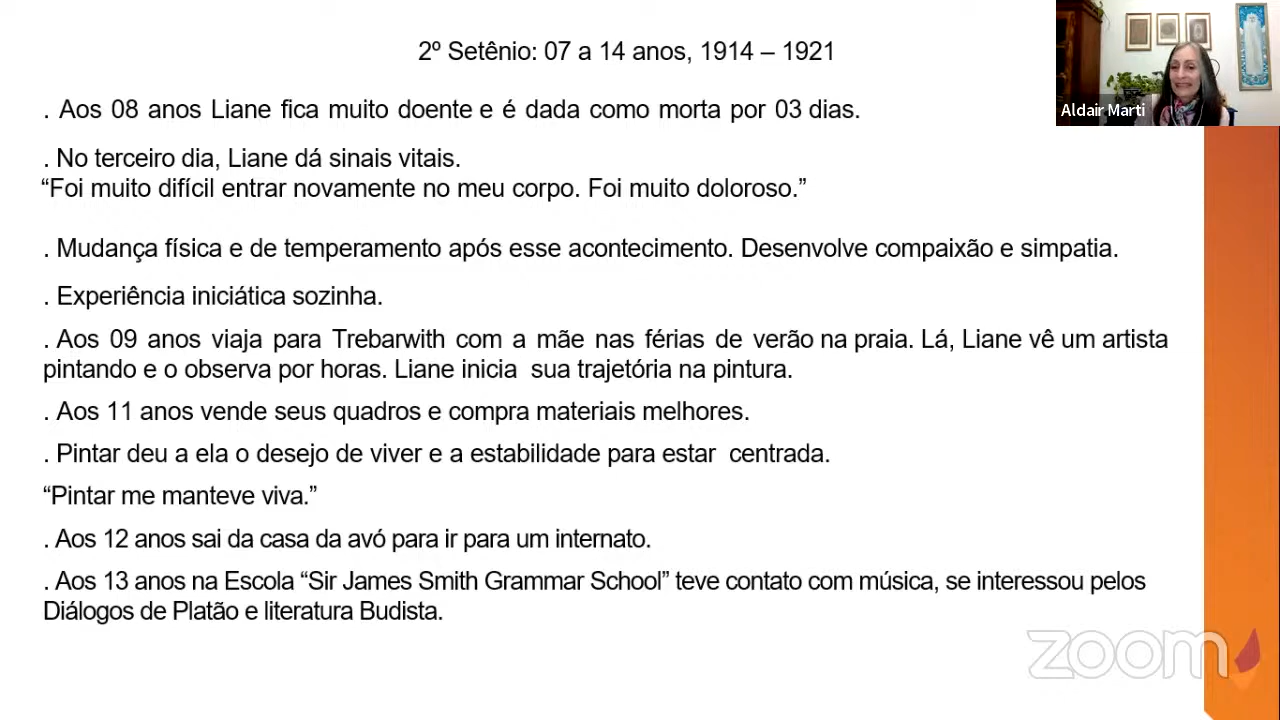 2º Setênio: 07 a 14 anos, 1914 – 1921
Aldair Marti
. Aos 08 anos Liane fica muito doente e é dada como morta por 03 dias.
. No terceiro dia, Liane dá sinais vitais.
“Foi muito difícil entrar novamente no meu corpo. Foi muito doloroso.”
. Mudança física e de temperamento após esse acontecimento. Desenvolve compaixão e simpatia.
. Experiência iniciática sozinha.
. Aos 09 anos viaja para Trebarwith com a mãe nas férias de verão na praia. Lá, Liane vê um artista
pintando e o observa por horas. Liane inicia sua trajetória na pintura.
. Aos 11 anos vende seus quadros e compra materiais melhores.
. Pintar deu a ela o desejo de viver e a estabilidade para estar centrada.
“Pintar me manteve viva.”
. Aos 12 anos sai da casa da avó para ir para um internato.
. Aos 13 anos na Escola “Sir James Smith Grammar School” teve contato com música, se interessou pelos
Diálogos de Platão e literatura Budista.
zoom